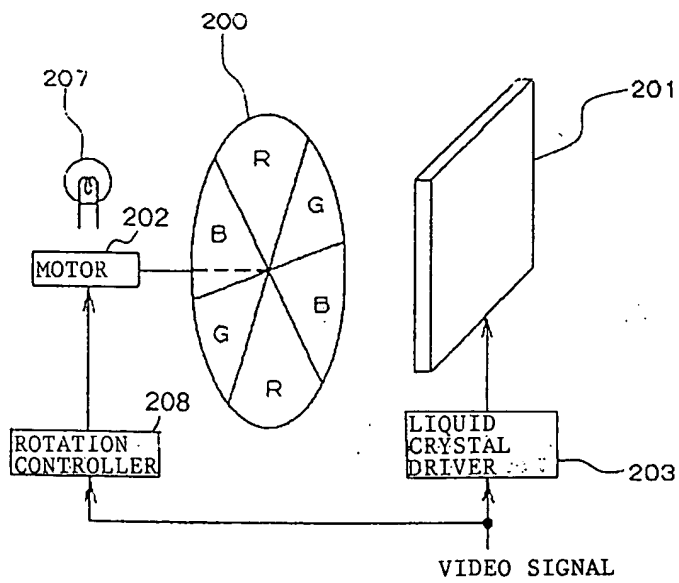 200
207
201
R
G
202
B
MOTOR
B
G
R
208
ROTATION
CONTROLLER
LIQUID
CRYSTAL
DRIVER
203
VIDEO SIGNAL